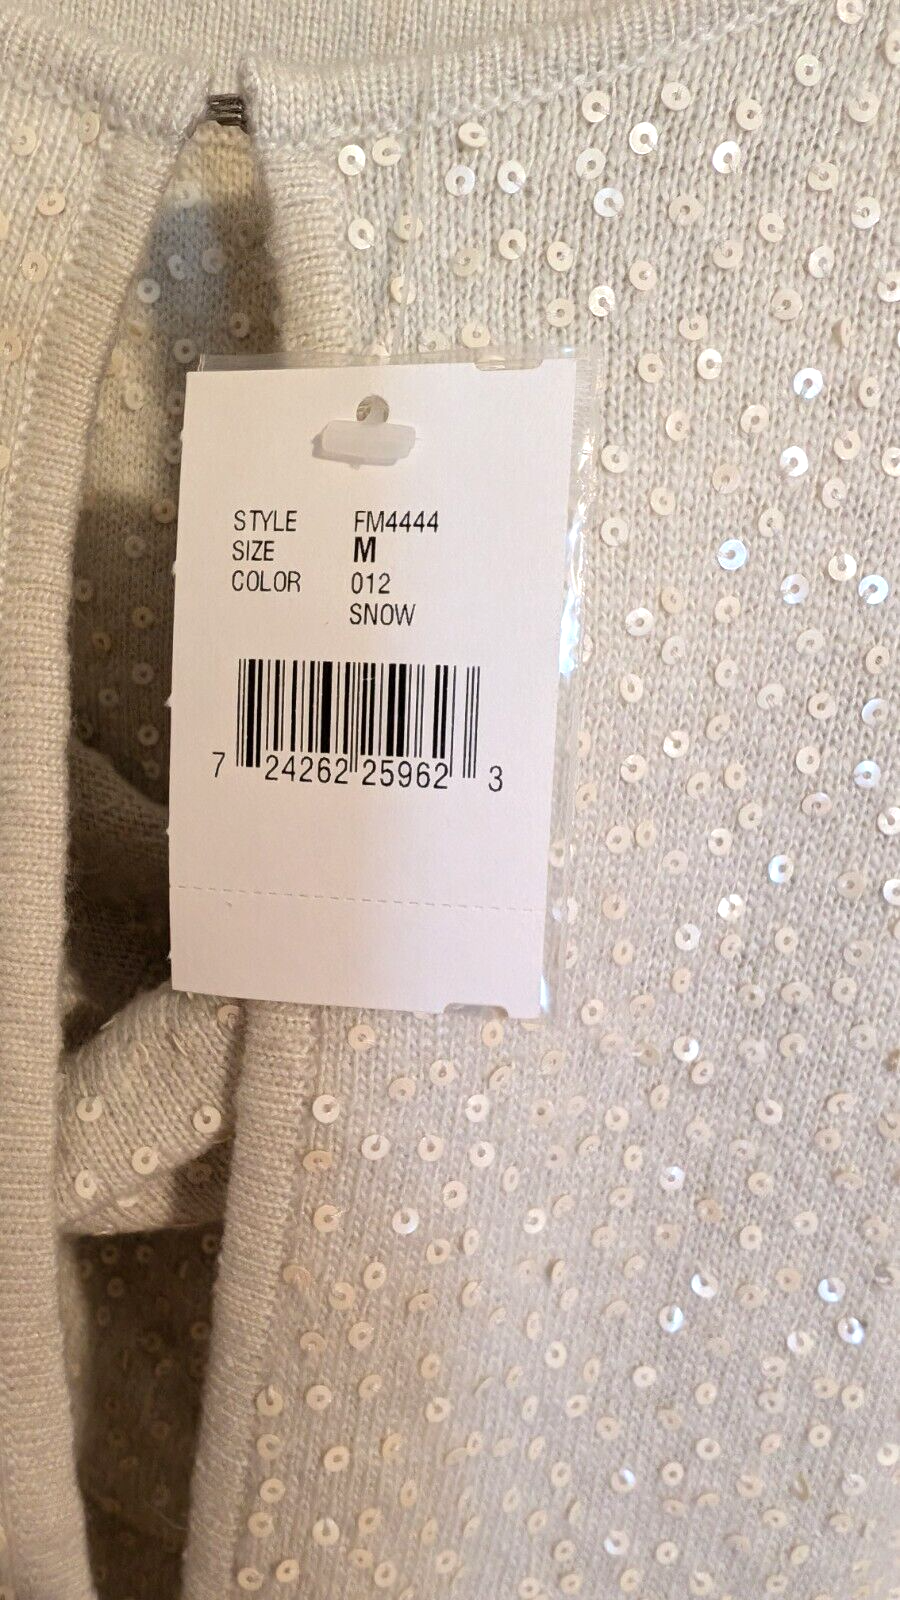 STYLE FM4444
SIZE M
COLOR 012
SNOW
7 24262 25962 3